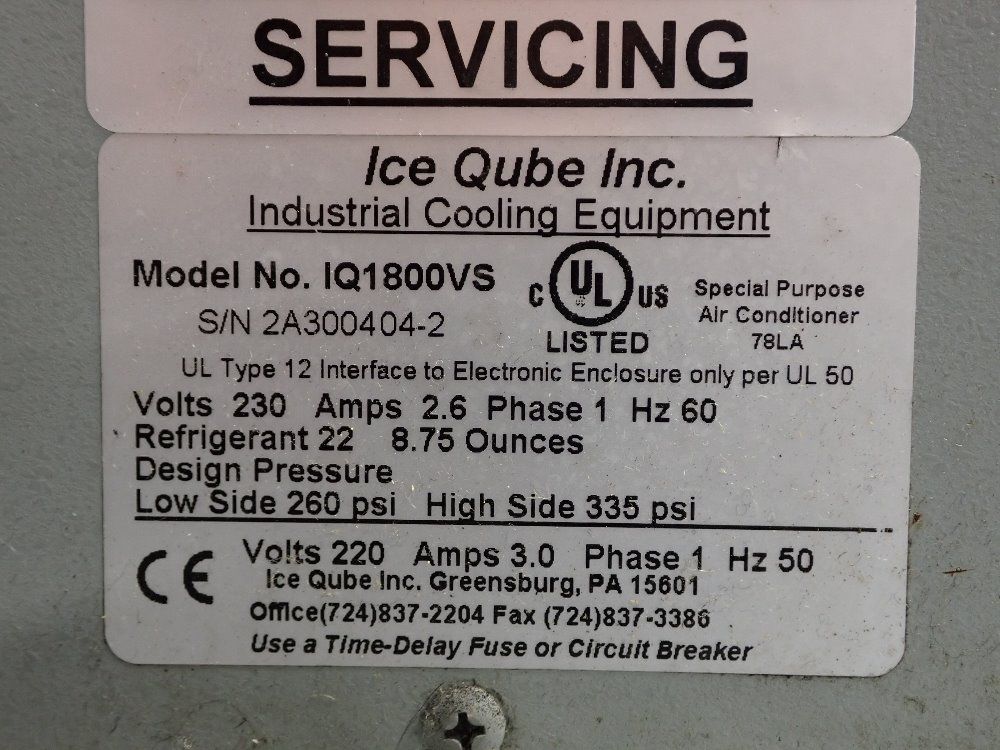 SERVICING
Ice Qube Inc.
Industrial Cooling Equipment
Model No. IQ1800VS
S/N 2A300404-2
C UL US
LISTED
Special Purpose
Air Conditioner
78LA
UL Type 12 Interface to Electronic Enclosure only per UL 50
Volts 230 Amps 2.6 Phase 1 Hz 60
Refrigerant 22 8.75 Ounces
Design Pressure
Low Side 260 psi High Side 335 psi
CE
Volts 220 Amps 3.0 Phase 1 Hz 50
Ice Qube Inc. Greensburg, PA 15601
Office(724)837-2204 Fax (724)837-3386
Use a Time-Delay Fuse or Circuit Breaker